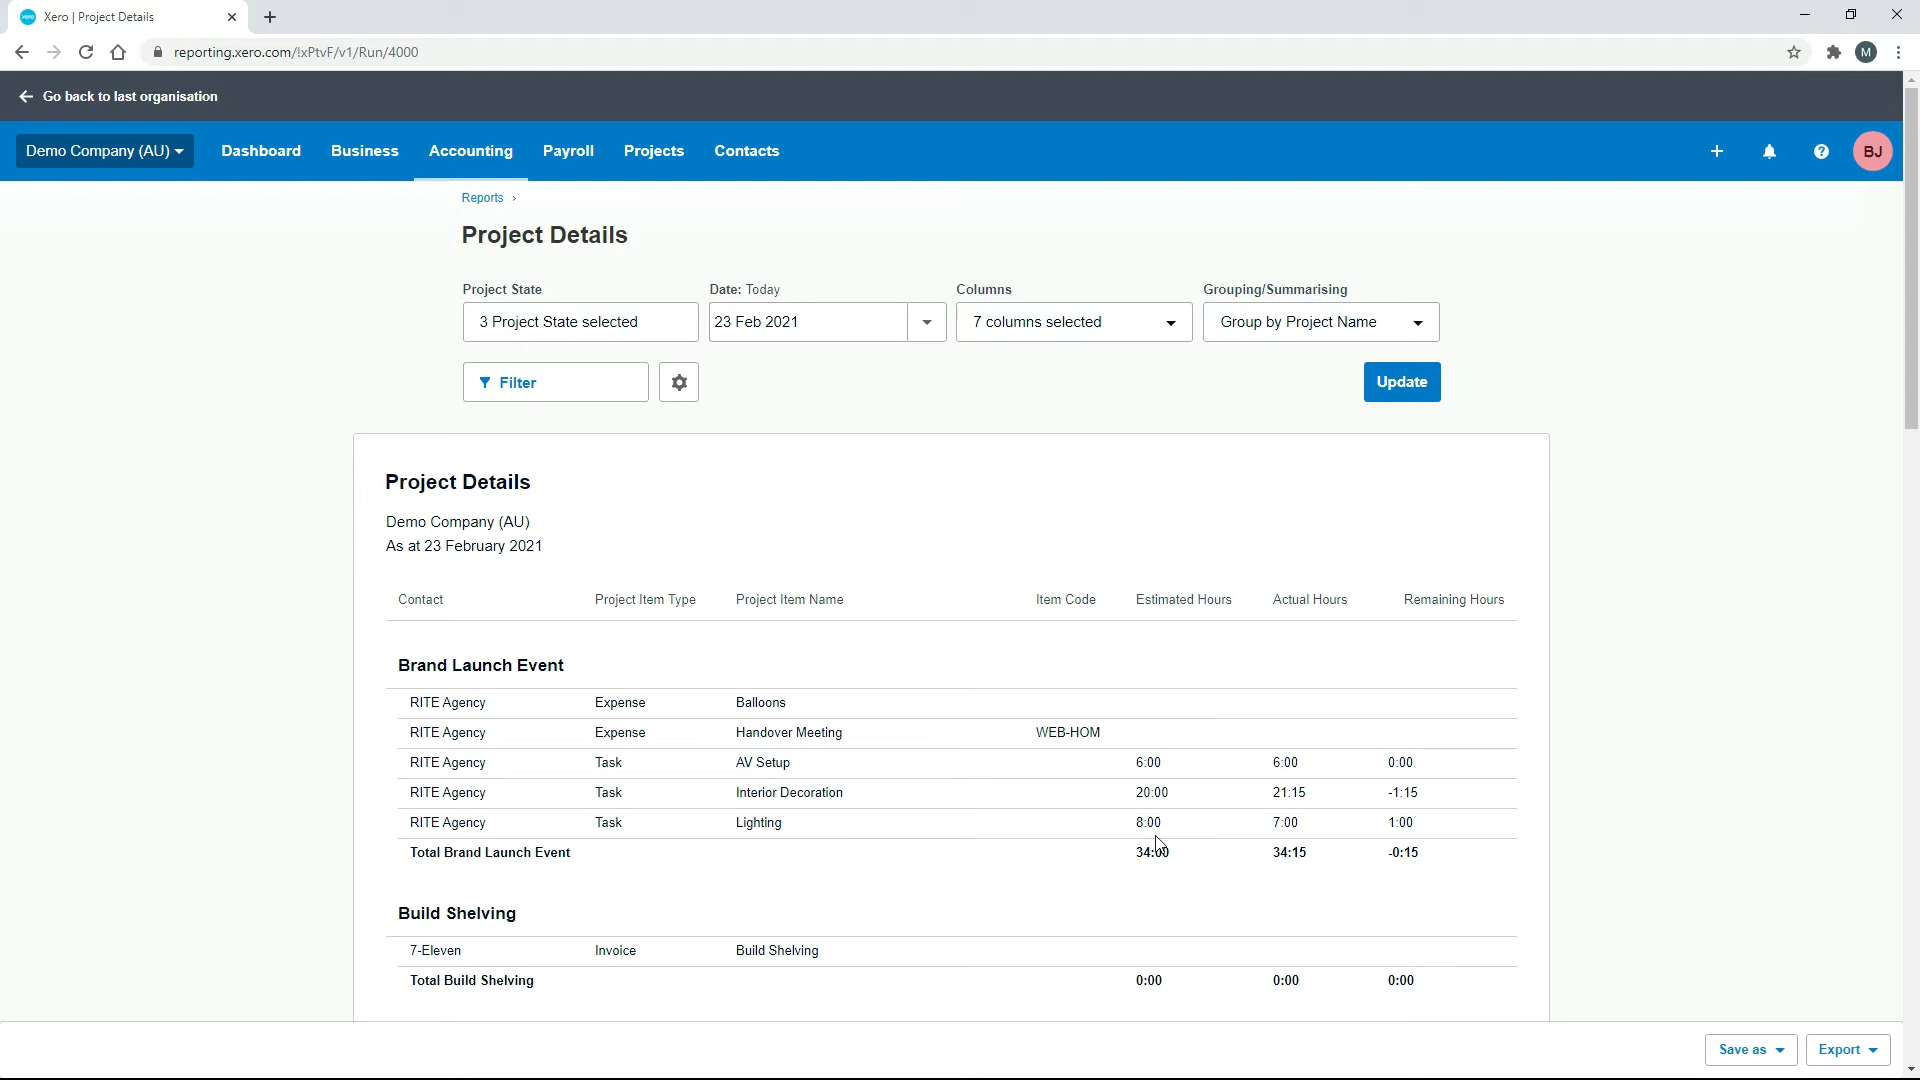 Xero | Project Details
reporting.xero.com/!xPtvF/v1/Run/4000
M
Go back to last organisation
Demo Company (AU) Dashboard Business Accounting Payroll Projects Contacts BJ
Reports
Project Details
Project State Date: Today Columns Grouping/Summarising
3 Project State selected 23 Feb 2021 7 columns selected Group by Project Name
Filter Update
Project Details
Demo Company (AU)
As at 23 February 2021
Contact Project Item Type Project Item Name Item Code Estimated Hours Actual Hours Remaining Hours
Brand Launch Event
RITE Agency Expense Balloons
RITE Agency Expense Handover Meeting WEB-HOM
RITE Agency Task AV Setup 6:00 6:00 0:00
RITE Agency Task Interior Decoration 20:00 21:15 -1:15
RITE Agency Task Lighting 8:00 7:00 1:00
Total Brand Launch Event 34:00 34:15 -0:15
Build Shelving
7-Eleven Invoice Build Shelving
Total Build Shelving 0:00 0:00 0:00
Save as Export